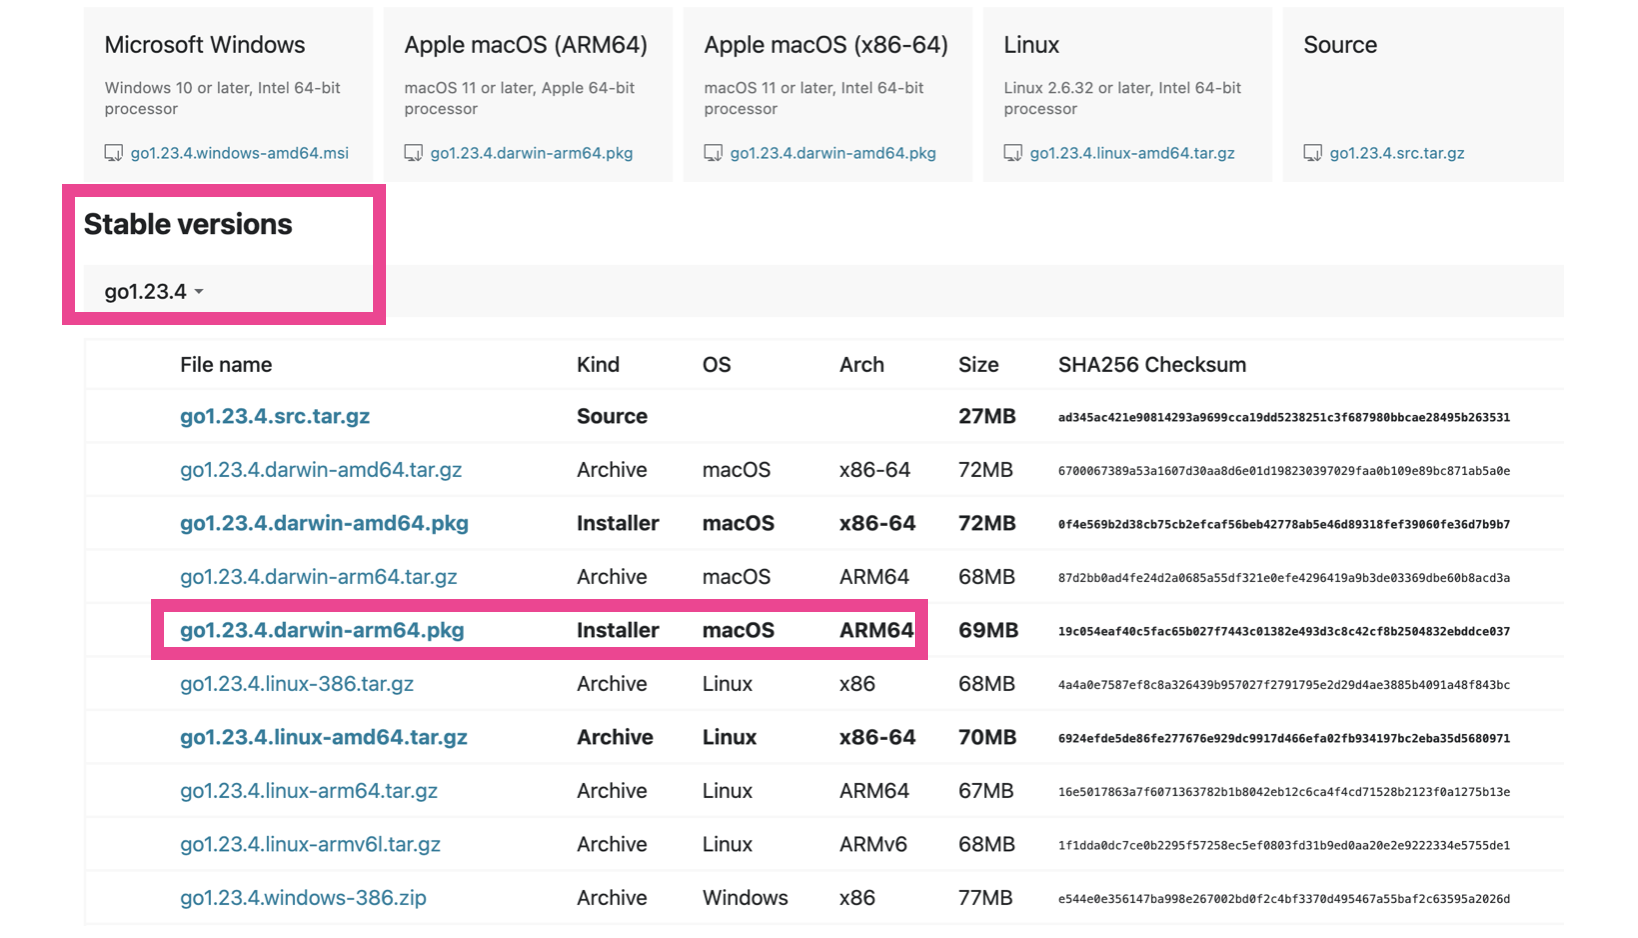 Microsoft Windows
Windows 10 or later, Intel 64-bit
processor
go1.23.4.windows-amd64.msi
Apple macOS (ARM64)
macOS 11 or later, Apple 64-bit
processor
go1.23.4.darwin-arm64.pkg
Apple macOS (x86-64)
macOS 11 or later, Intel 64-bit
processor
go1.23.4.darwin-amd64.pkg
Linux
Linux 2.6.32 or later, Intel 64-bit
processor
go1.23.4.linux-amd64.tar.gz
Source
go1.23.4.src.tar.gz
Stable versions
go1.23.4
File name Kind OS Arch Size SHA256 Checksum
go1.23.4.src.tar.gz Source 27MB ad345ac421e90814293a9699cca19dd5238251c3f687980bbcae28495b263531
go1.23.4.darwin-amd64.tar.gz Archive macOS x86-64 72MB 6700067389a53a1607d30aa8d6e01d198230397029faa0b109e89bc871ab5a0e
go1.23.4.darwin-amd64.pkg Installer macOS x86-64 72MB 0f4e569b2d38cb75cb2efcaf56beb42778ab5e46d89318fef39060fe36d7b9b7
go1.23.4.darwin-arm64.tar.gz Archive macOS ARM64 68MB 87d2bb0ad4fe24d2a0685a55df321e0efe4296419a9b3de03369dbe60b8acd3a
go1.23.4.darwin-arm64.pkg Installer macOS ARM64 69MB 19c054eaf40c5fac65b027f7443c01382e493d3c8c42cf8b2504832ebddce037
go1.23.4.linux-386.tar.gz Archive Linux x86 68MB 4a4a0e7587ef8c8a326439b957027f2791795e2d29d4ae3885b4091a48f843bc
go1.23.4.linux-amd64.tar.gz Archive Linux x86-64 70MB 6924efde5de86fe277676e929dc9917d466efa02fb934197bc2eba35d5680971
go1.23.4.linux-arm64.tar.gz Archive Linux ARM64 67MB 16e5017863a7f6071363782b1b8042eb12c6ca4f4cd71528b2123f0a1275b13e
go1.23.4.linux-armv6l.tar.gz Archive Linux ARMv6 68MB 1f1dda0dc7ce0b2295f57258ec5ef0803fd31b9ed0aa20e2e9222334e5755de1
go1.23.4.windows-386.zip Archive Windows x86 77MB e544e0e356147ba998e267002bd0f2c4bf3370d495467a55baf2c63595a2026d